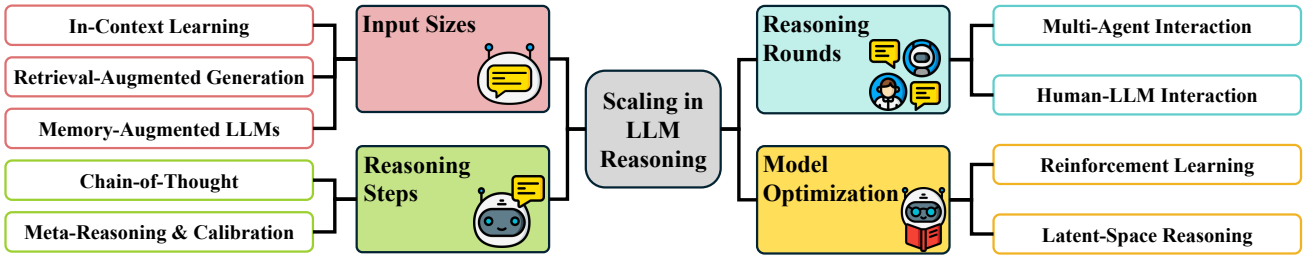 In-Context Learning
Retrieval-Augmented Generation
Memory-Augmented LLMs
Chain-of-Thought
Meta-Reasoning & Calibration
Input Sizes
Reasoning
Steps
Scaling in
LLM
Reasoning
Reasoning
Rounds
Model
Optimization
Multi-Agent Interaction
Human-LLM Interaction
Reinforcement Learning
Latent-Space Reasoning